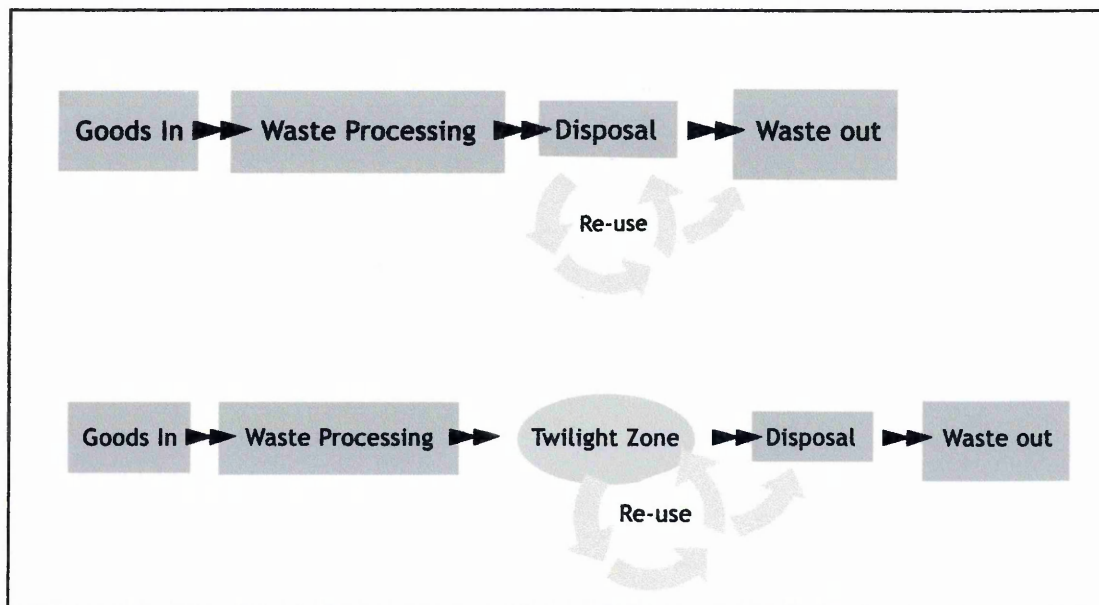 Goods In
Waste Processing
Disposal
Waste out
Re-use
Goods In
Waste Processing
Twilight Zone
Disposal
Waste out
Re-use